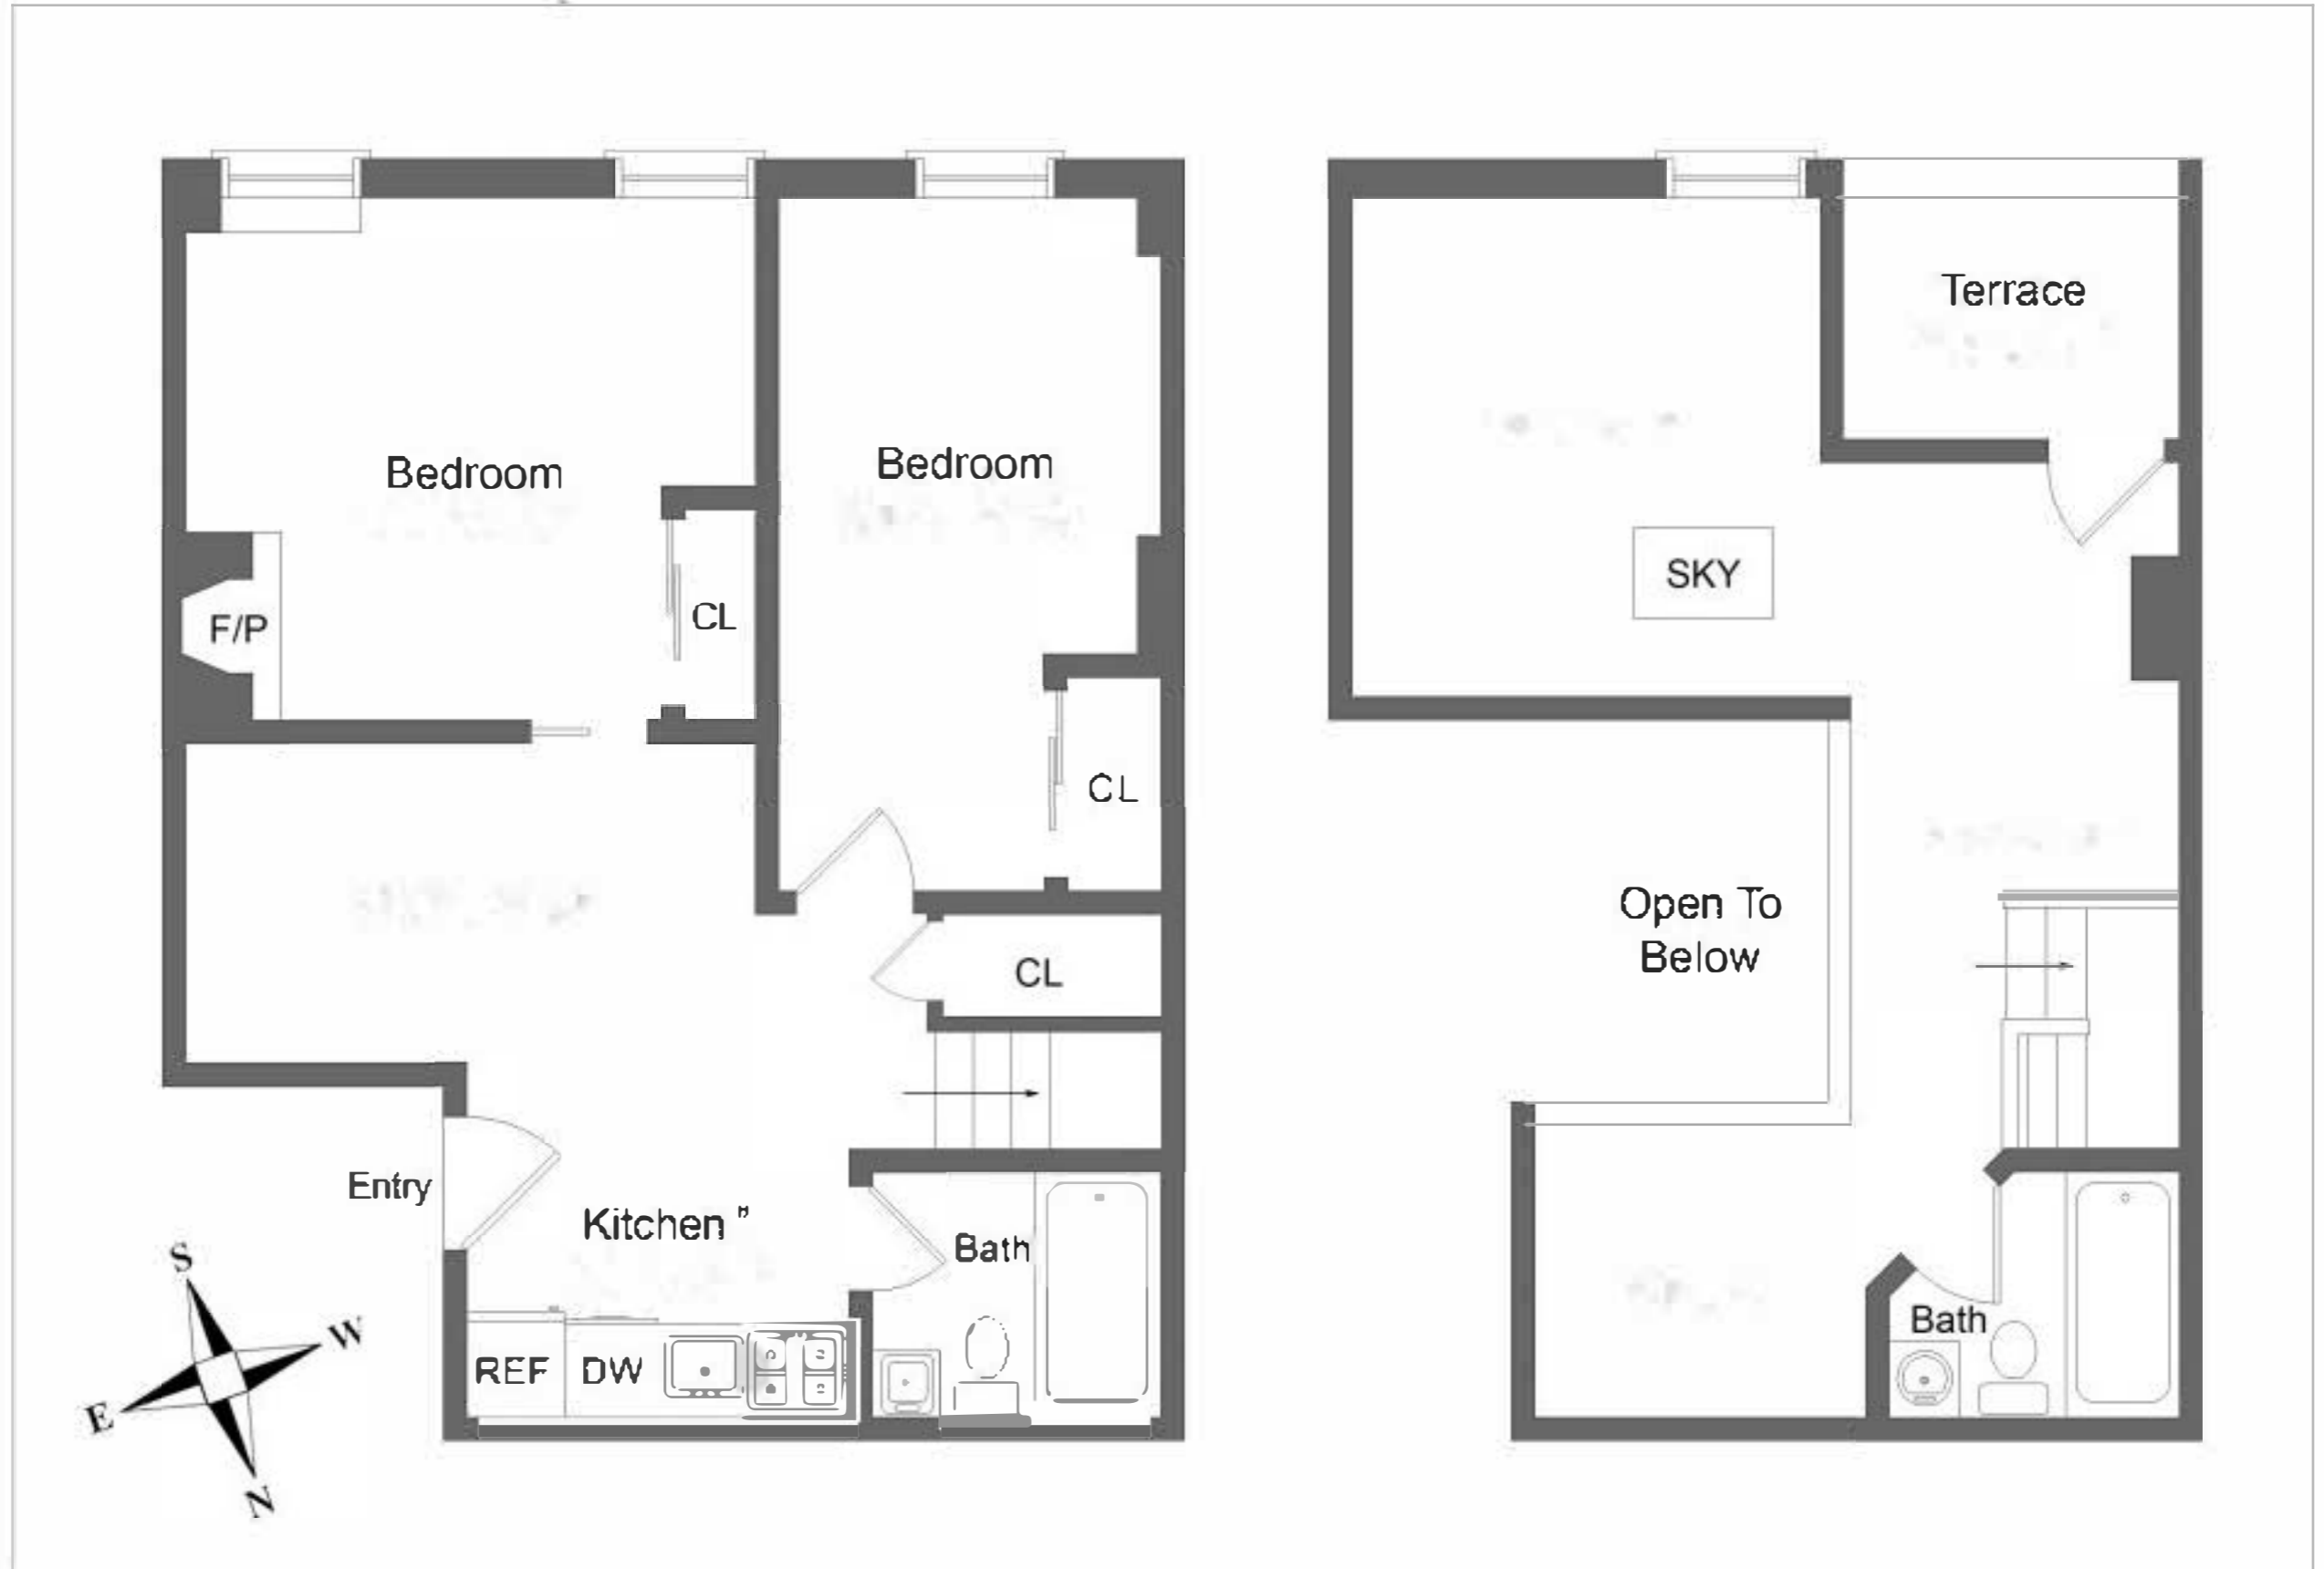 Terrace
Bedroom
Bedroom
SKY
F/P
CL
CL
Open To
Below
CL
Entry
Kitchen "
Bath
S
W
E
N
REF
DW
Bath